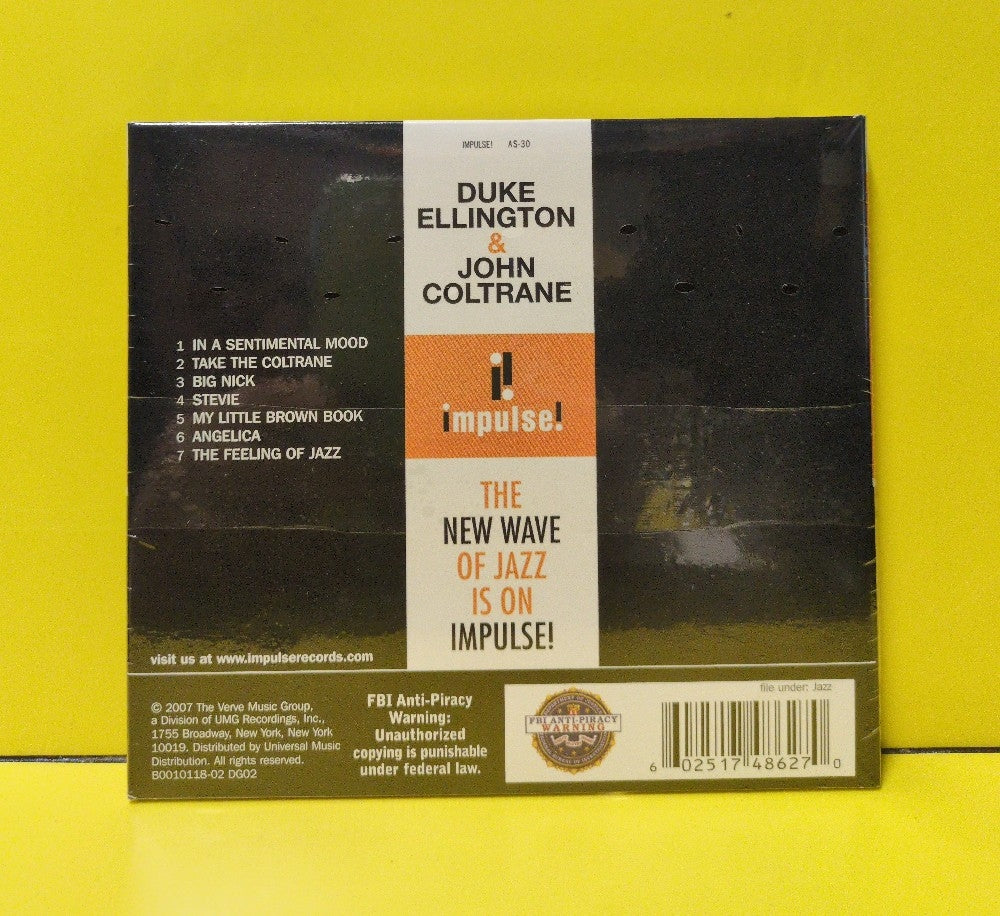 IMPULSE! AS-30
DUKE
ELLINGTON
&
JOHN
COLTRANE
1 IN A SENTIMENTAL MOOD
2 TAKE THE COLTRANE
3 BIG NICK
4 STEVIE
5 MY LITTLE BROWN BOOK
6 ANGELICA
7 THE FEELING OF JAZZ
impulse!
THE
NEW WAVE
OF JAZZ
IS ON
IMPULSE!
visit us at www.impulserecords.com
© 2007 The Verve Music Group,
a Division of UMG Recordings, Inc.,
1755 Broadway, New York, New York
10019. Distributed by Universal Music
Distribution. All rights reserved.
B0010118-02 DG02
FBI Anti-Piracy
Warning:
Unauthorized
copying is punishable
under federal law.
FBI ANTI-PIRACY
WARNING
file under: Jazz
6 02517 48627 0